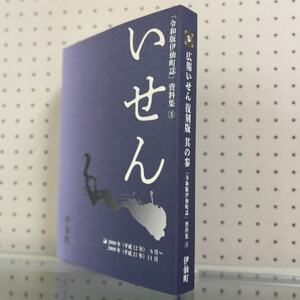 「令和版伊仙町誌」資料集③
いせん
2000年（平成12年）6月〜
2009年（平成21年）11月
伊仙町
広報いせん 復刻版 其の参
「令和版伊仙町誌」資料集③
伊仙町